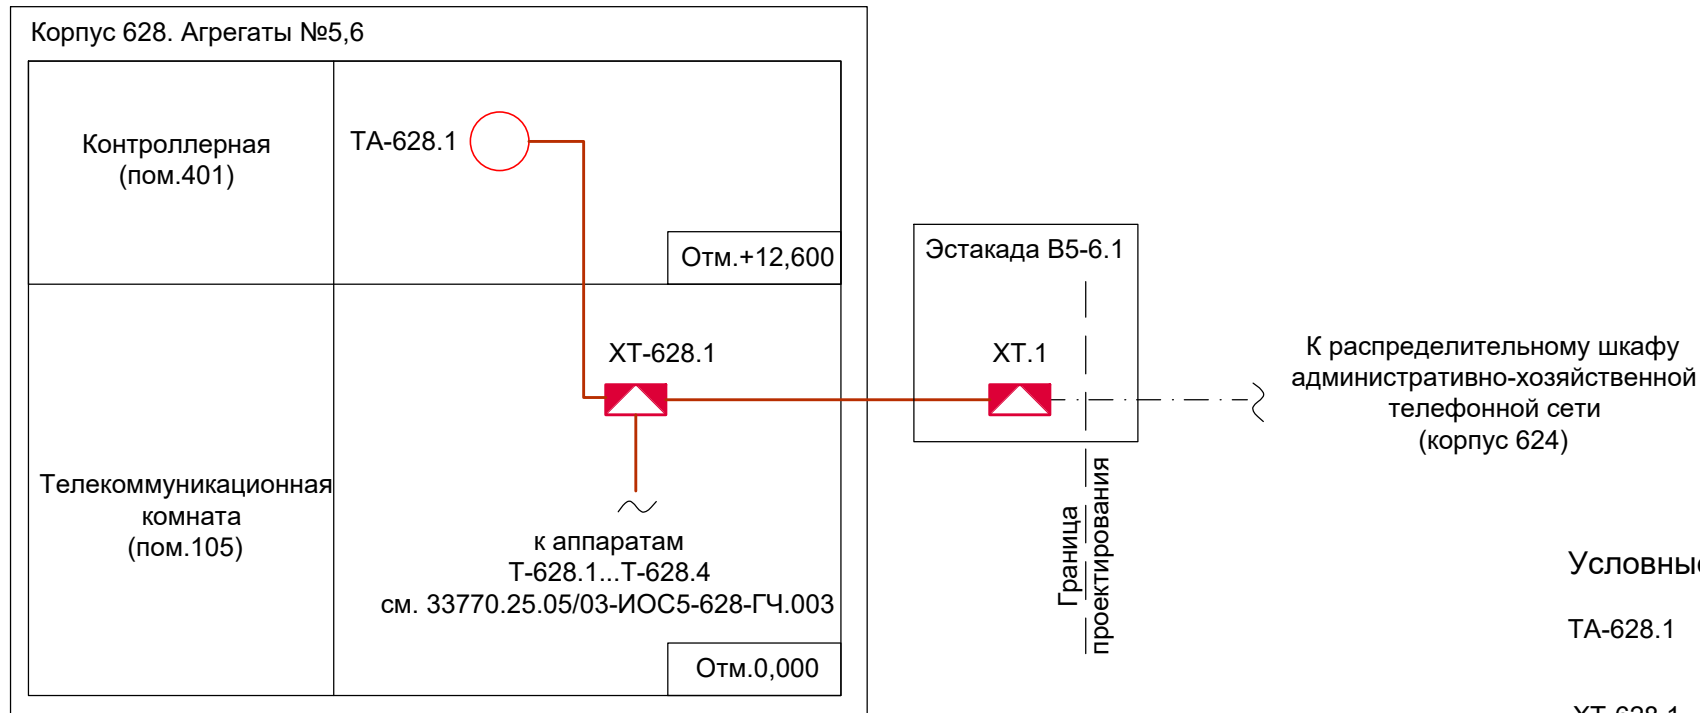 Корпус 628. Агрегаты №5,6
Контроллерная
(пом.401)
ТА-628.1
Отм.+12,600
Телекоммуникационная
комната
(пом.105)
ХТ-628.1
к аппаратам
Т-628.1...Т-628.4
см. 33770.25.05/03-ИОС5-628-ГЧ.003
Отм.0,000
Эстакада В5-6.1
ХТ.1
Граница
проектирования
К распределительному шкафу
административно-хозяйственной
телефонной сети
(корпус 624)
ТА-628.1